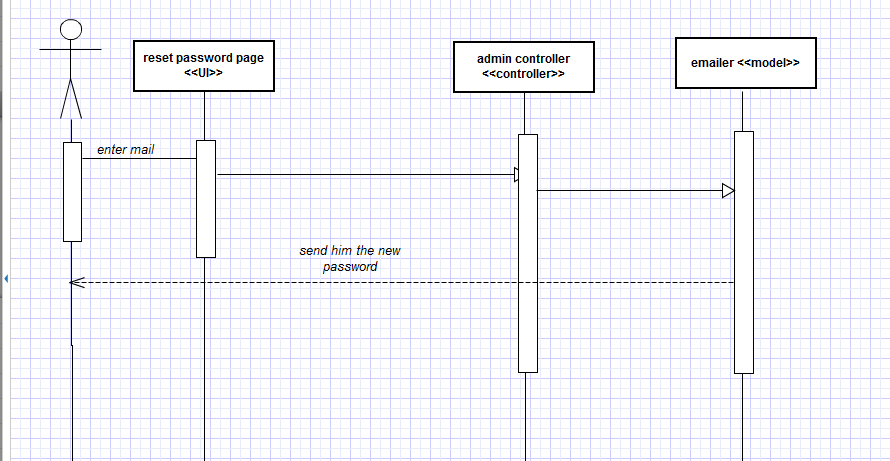 reset password page
<<UI>>
admin controller
<<controller>>
emailer <<model>>
enter mail
send him the new
password